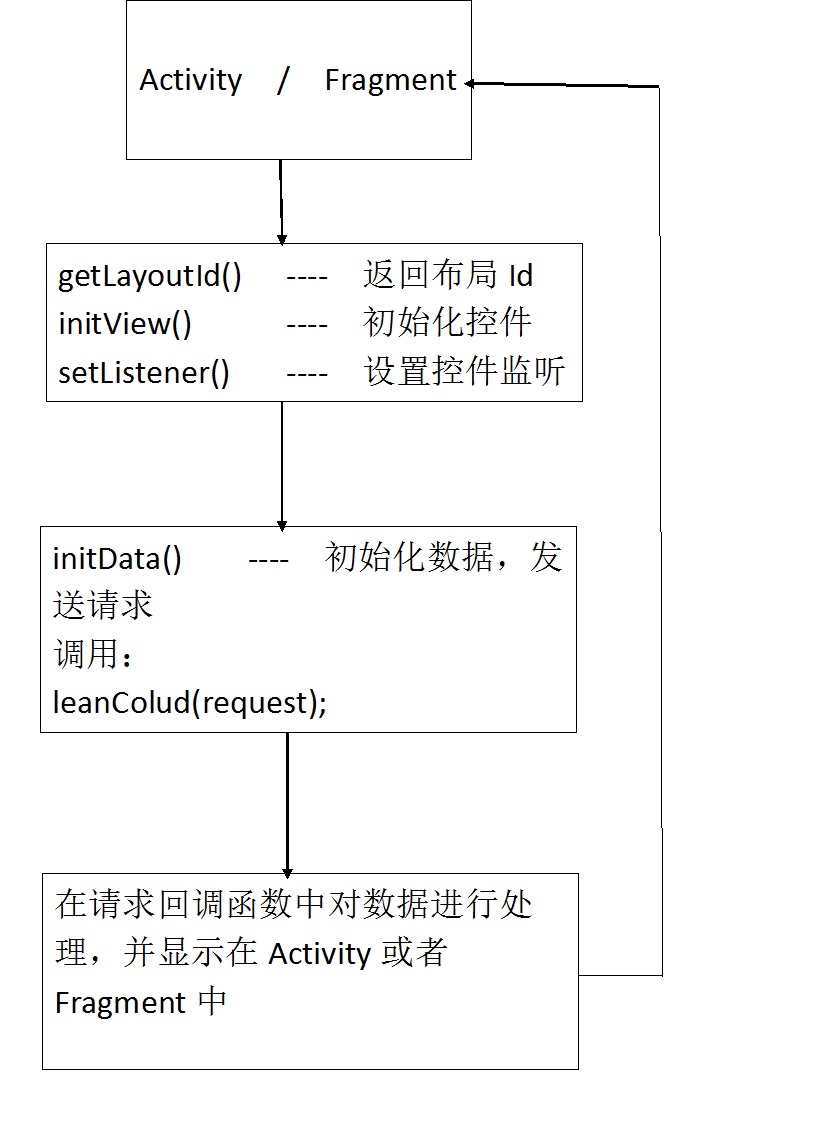 Activity / Fragment
getLayoutId() ---- 返回布局 Id
initView() ---- 初始化控件
setListener() ---- 设置控件监听
initData() ---- 初始化数据，发
送请求
调用：
leanColud(request);
在请求回调函数中对数据进行处
理，并显示在 Activity 或者
Fragment 中